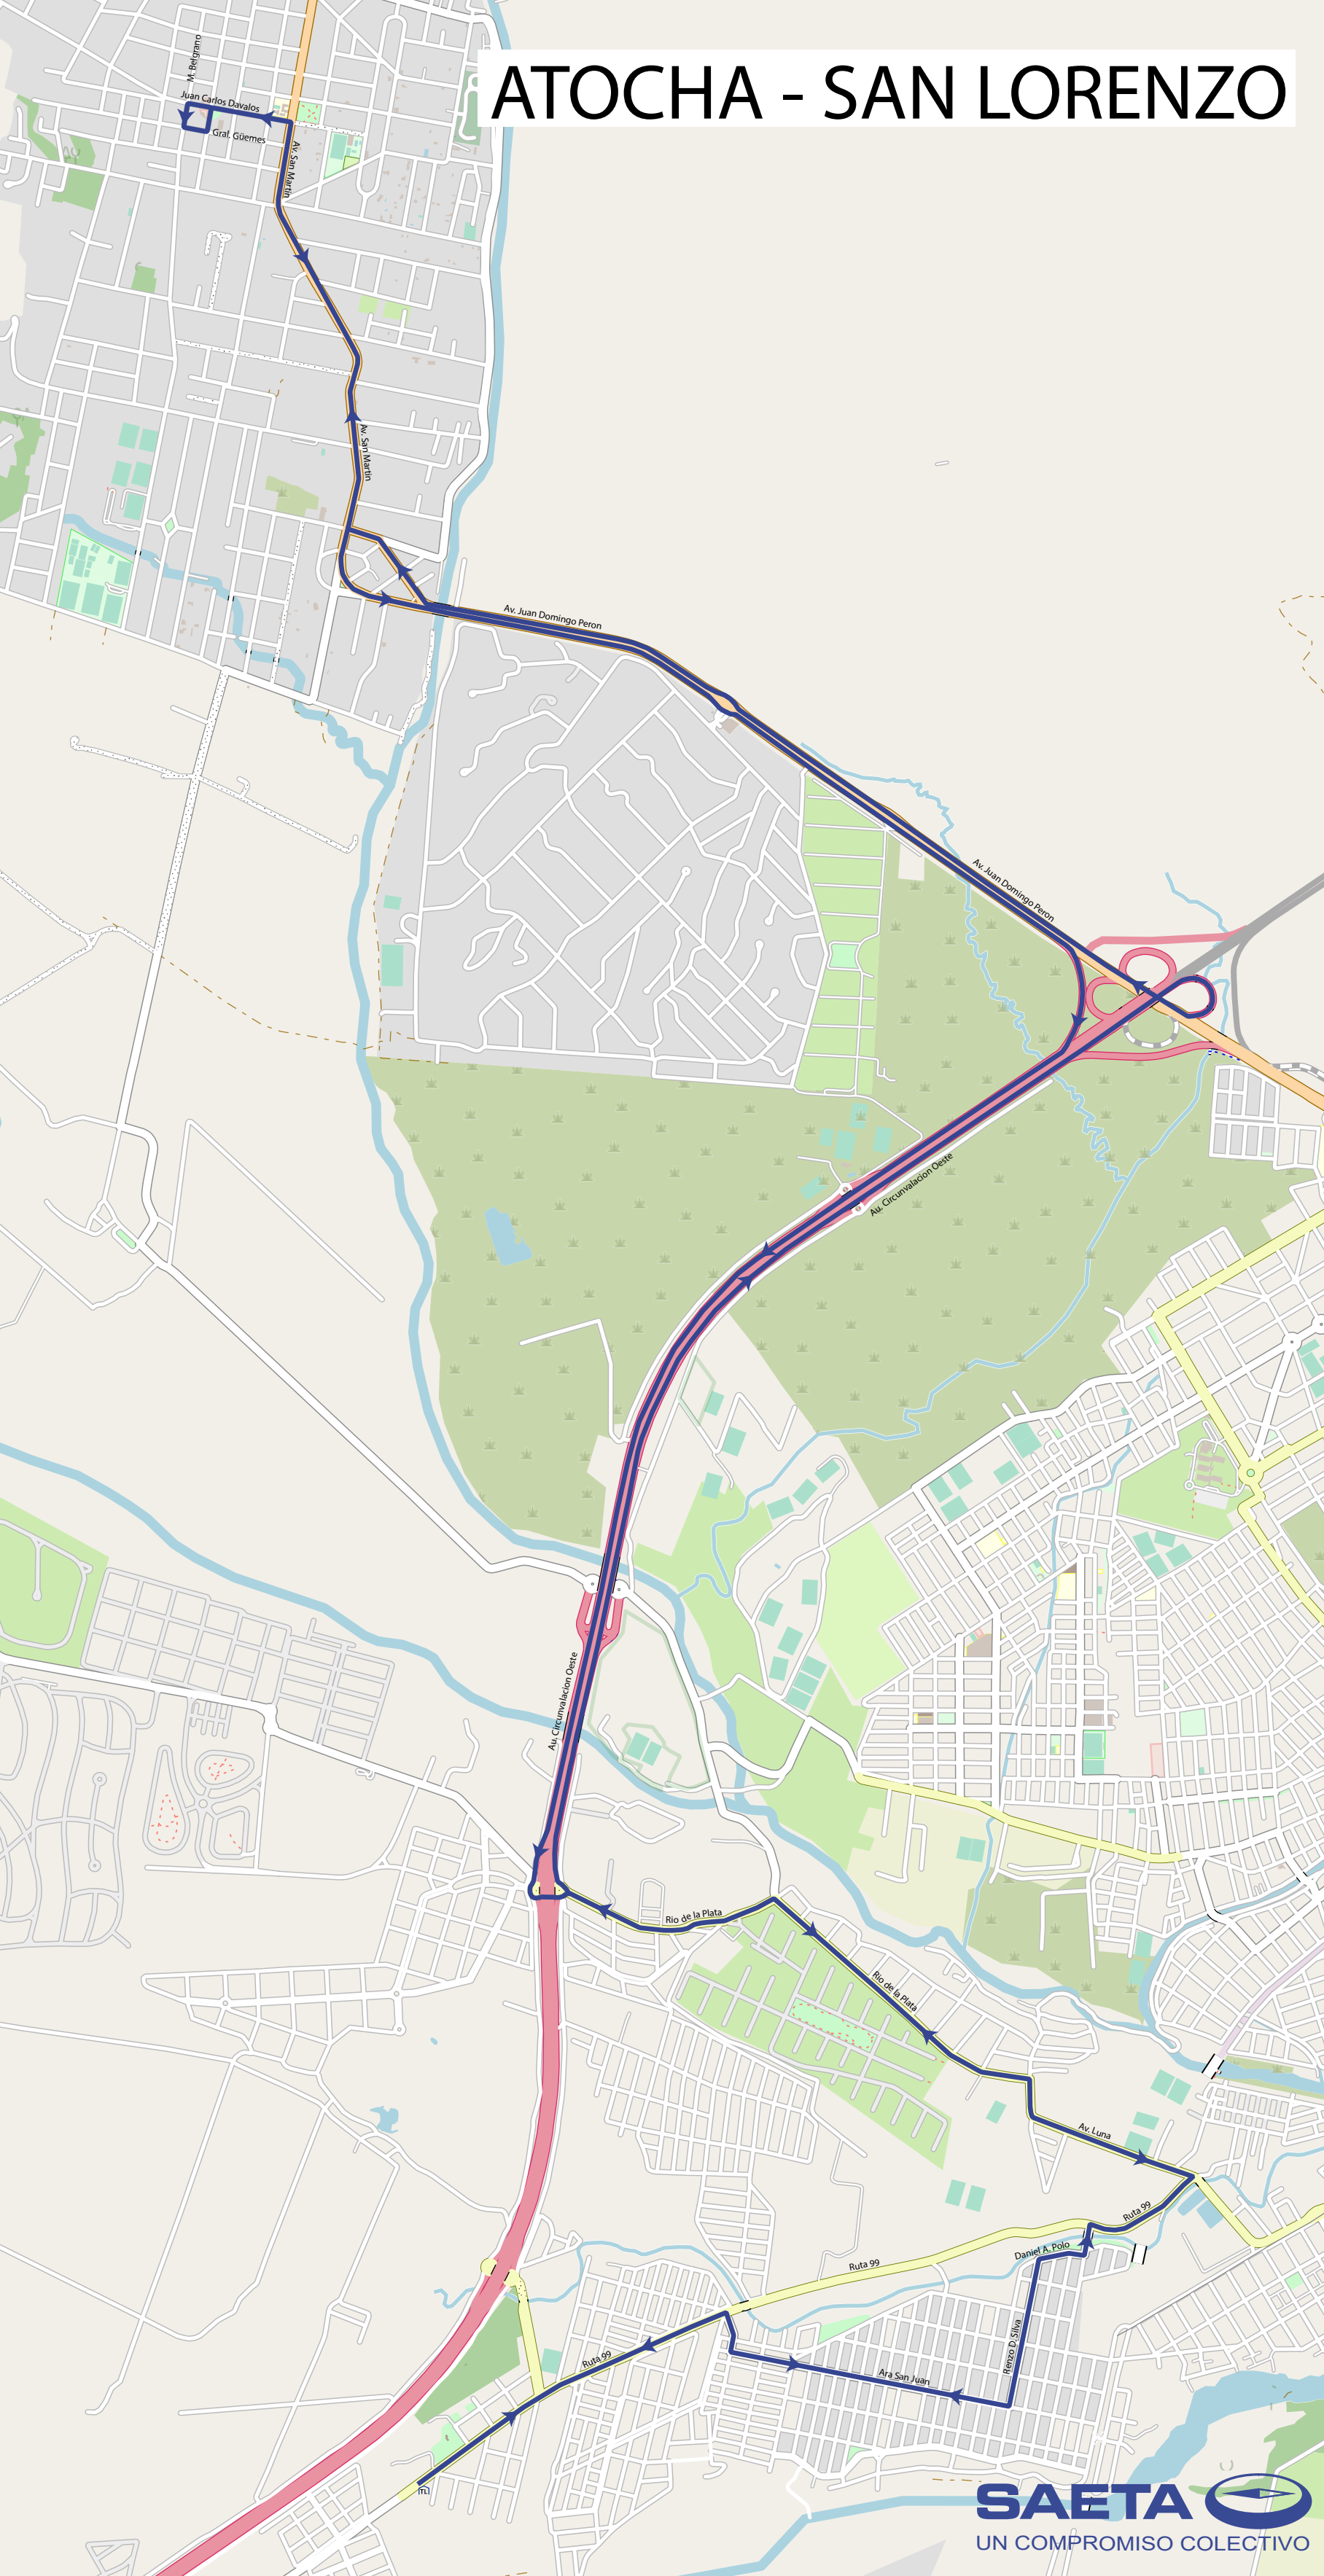 M. Belgrano
ATOCHA - SAN LORENZO
Juan Carlos Davalos
Gral. Güemes
Av. San Martin
Av. San Martin
Av. Juan Domingo Peron
Av. Juan Domingo Peron
Au. Circunvalacion Oeste
Au. Circunvalacion Oeste
Rio de la Plata
Rio de la Plata
Av. Luna
Ruta 99
Daniel A. Polo
Ruta 99
Renzo D. Silva
Ruta 99
Ara San Juan
SAETA
UN COMPROMISO COLECTIVO